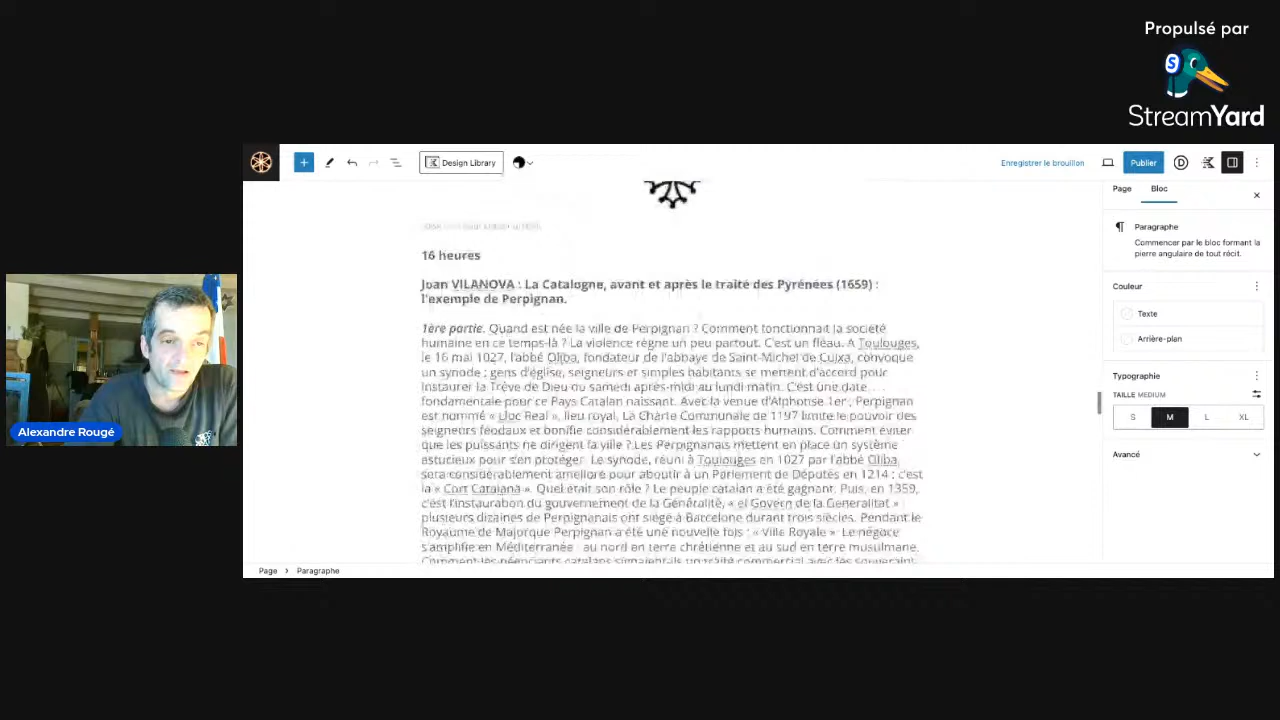 Propulsé par
StreamYard
Design Library
Enregistrer le brouillon
Publier
Page
Bloc
Paragraphe
Commencer par le bloc formant la
pierre angulaire de tout récit.
Couleur
Texte
Arrière-plan
Typographie
TAILLE MEDIUM
S M L XL
Avancé
16 heures
Joan VILANOVA : La Catalogne, avant et après le traité des Pyrénées (1659) :
l'exemple de Perpignan.
1ère partie. Quand est née la ville de Perpignan ? Comment fonctionnait la société
humaine en ce temps-là ? La violence règne un peu partout. C'est un fléau. A Toulouges,
le 16 mai 1027, l'abbé Oliba, fondateur de l'abbaye de Saint-Michel de Cuixa, convoque
un synode ; gens d'église, seigneurs et simples habitants se mettent d'accord pour
instaurer la Trêve de Dieu du samedi après-midi au lundi matin. C'est une date
fondamentale pour ce Pays Catalan naissant. Avec la venue d'Alphonse 1er, Perpignan
est nommé « Lloc Real », lieu royal. La Charte Communale de 1197 limite le pouvoir des
seigneurs féodaux et bonifie considérablement les rapports humains. Comment éviter
que les puissants ne dirigent la ville ? Les Perpignanais mettent en place un système
astucieux pour s'en protéger. Le synode, réuni à Toulouges en 1027 par l'abbé Oliba,
sera considérablement amélioré pour aboutir à un Parlement de Députés en 1214 : c'est
la « Cort Catalana ». Quel était son rôle ? Le peuple catalan a été gagnant. Puis, en 1359,
c'est l'instauration du gouvernement de la Généralité, « el Govern de la Generalitat »
plusieurs dizaines de Perpignanais ont siégé à Barcelone durant trois siècles. Pendant le
Royaume de Majorque Perpignan a été une nouvelle fois : « Ville Royale ». Le négoce
s'amplifie en Méditerranée au nord en terre chrétienne et au sud en terre musulmane.
Comment les négociants catalans signaient-ils un traité commercial avec les souverains
Alexandre Rougé
Page › Paragraphe